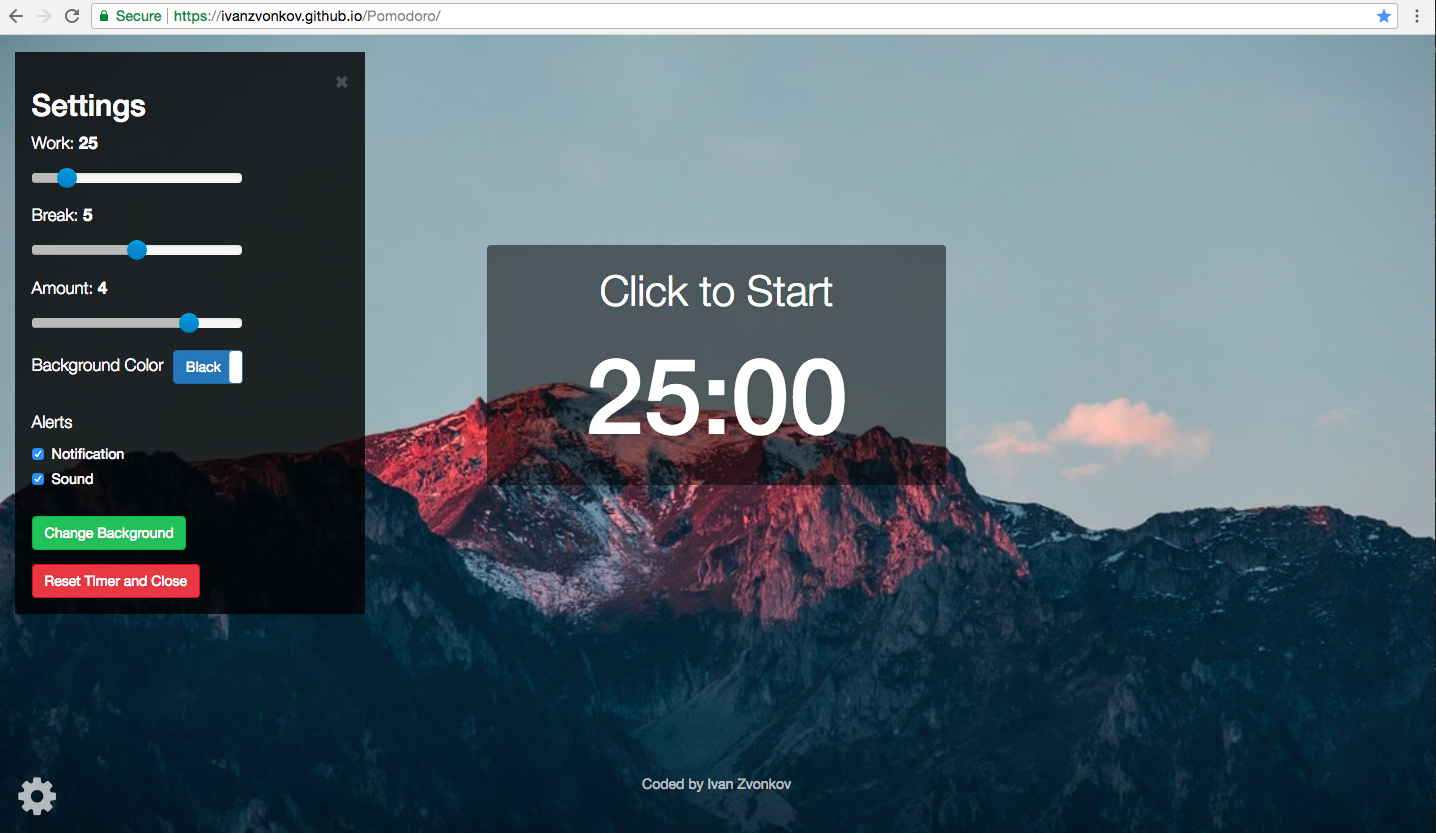 Secure https://ivanzvonkov.github.io/Pomodoro/
Settings
Work: 25
Break: 5
Amount: 4
Background Color Black
Alerts
Notification
Sound
Change Background
Reset Timer and Close
Click to Start
25:00
Coded by Ivan Zvonkov